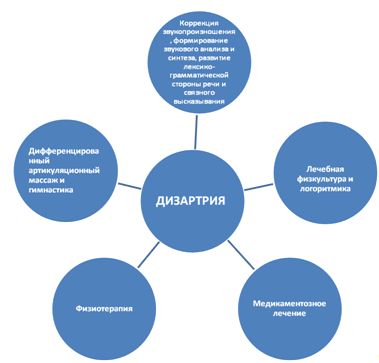 Коррекция
звукопроизношения
, формирование
звукового анализа и
синтеза, развитие
лексико-
грамматической
стороны речи и
связного
высказывания
Дифференцирова
нный
артикуляционный
массаж и
гимнастика
ДИЗАРТРИЯ
Лечебная
физкультура и
логоритмика
Физиотерапия
Медикаментозное
лечение